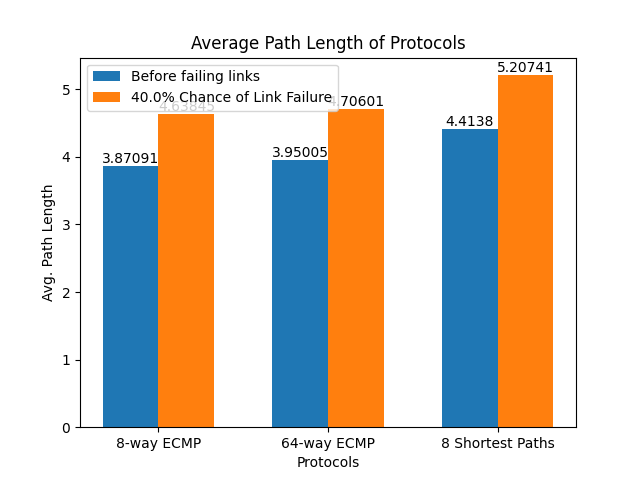 Average Path Length of Protocols
Before failing links
40.0% Chance of Link Failure
5.20741
4.63845
4.70601
4.4138
3.87091
3.95005
5
4
3
2
1
0
Avg. Path Length
8-way ECMP
64-way ECMP
8 Shortest Paths
Protocols